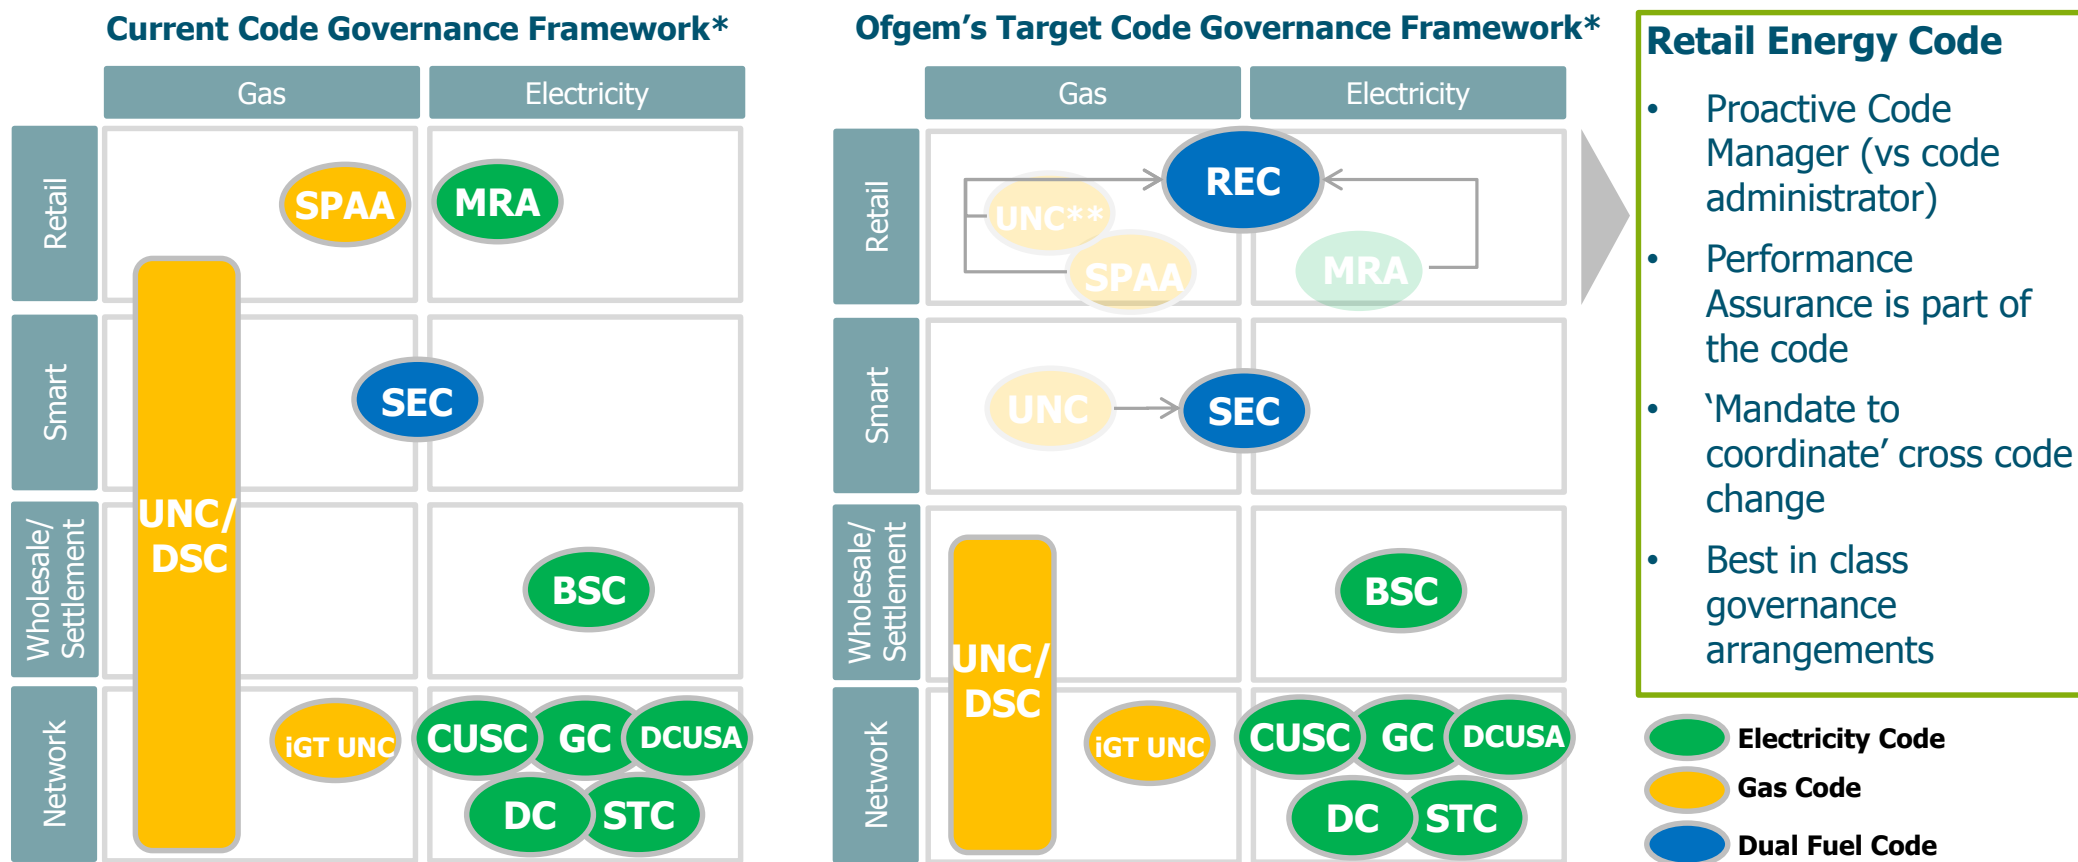 Current Code Governance Framework*
Gas
Electricity
Retail
SPAA
MRA
Smart
SEC
UNC/
DSC
Wholesale/
Settlement
BSC
Network
iGT UNC
CUSC
GC
DCUSA
DC
STC
Ofgem's Target Code Governance Framework*
Gas
Electricity
Retail
REC
UNC**
SPAA
MRA
Smart
UNC
SEC
Wholesale/
Settlement
BSC
UNC/
DSC
Network
iGT UNC
CUSC
GC
DCUSA
DC
STC
Retail Energy Code
• Proactive Code
Manager (vs code
administrator)
• Performance
Assurance is part of
the code
• ‘Mandate to
coordinate’ cross code
change
• Best in class
governance
arrangements
Electricity Code
Gas Code
Dual Fuel Code